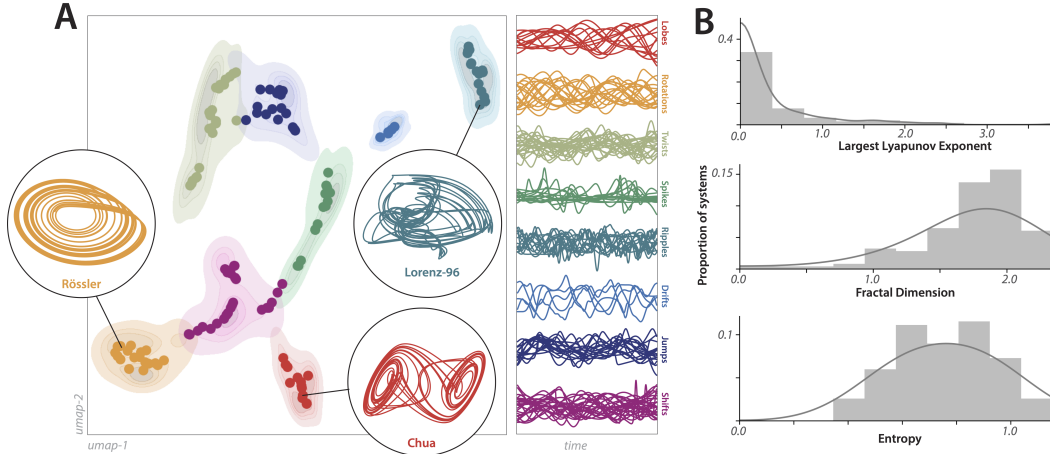 A
Rössler
Lorenz-96
Chua
umap-2
umap-1
Lobes
Rotations
Twists
Spikes
Ripples
Drifts
Jumps
Shifts
time
B
Proportion of systems
0.4
0.0 1.0 2.0 3.0
Largest Lyapunov Exponent
0.15
1.0 2.0
Fractal Dimension
0.1
0.0 1.0
Entropy